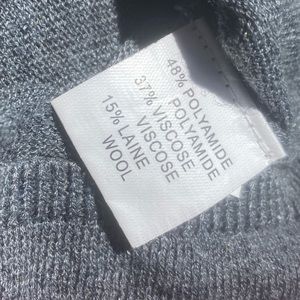 48% POLYAMIDE
POLYAMIDE
37% VISCOSE
VISCOSE
15% LAINE
WOOL